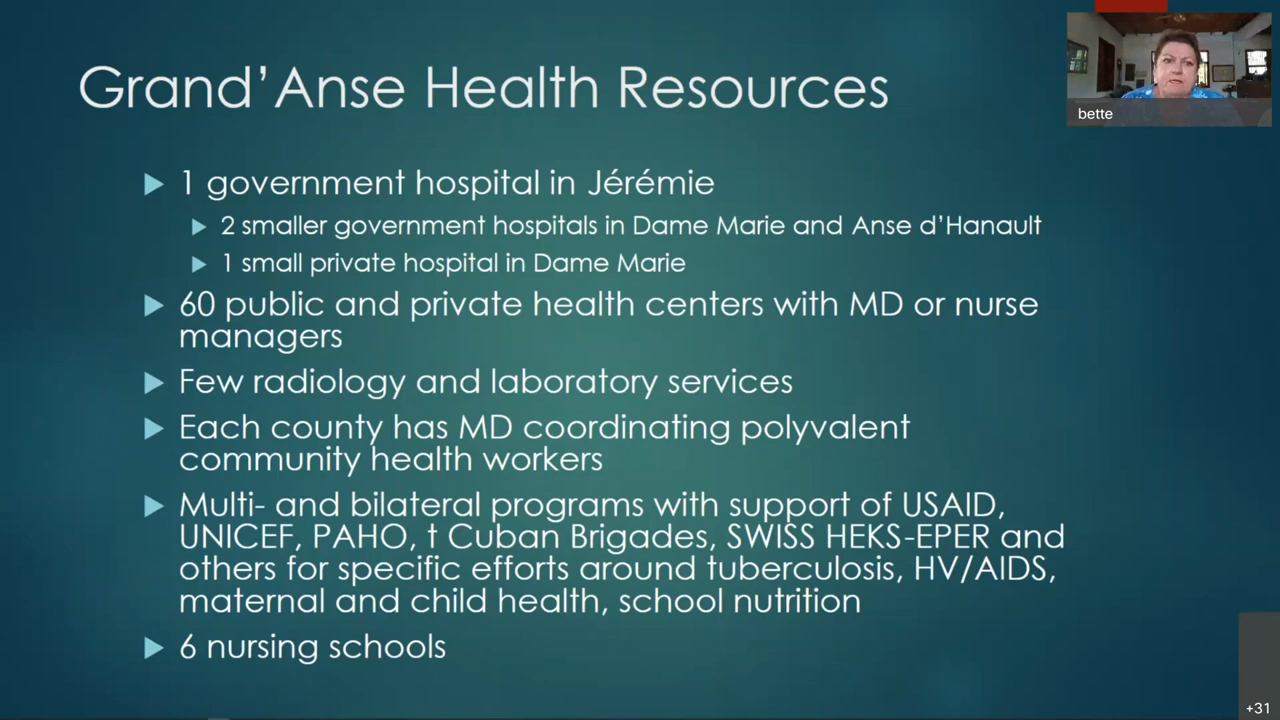 Grand’Anse Health Resources
bette
1 government hospital in Jérémie
2 smaller government hospitals in Dame Marie and Anse d’Hanault
1 small private hospital in Dame Marie
60 public and private health centers with MD or nurse
managers
Few radiology and laboratory services
Each county has MD coordinating polyvalent
community health workers
Multi- and bilateral programs with support of USAID,
UNICEF, PAHO, t Cuban Brigades, SWISS HEKS-EPER and
others for specific efforts around tuberculosis, HV/AIDS,
maternal and child health, school nutrition
6 nursing schools
+31